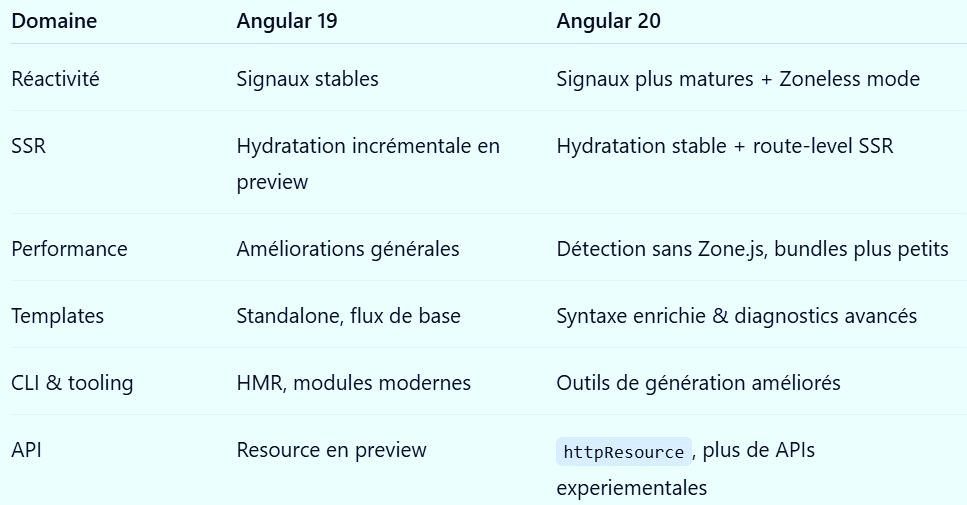 Domaine Angular 19 Angular 20
Réactivité Signaux stables Signaux plus matures + Zoneless mode
SSR Hydratation incrémentale en preview Hydratation stable + route-level SSR
Performance Améliorations générales Détection sans Zone.js, bundles plus petits
Templates Standalone, flux de base Syntaxe enrichie & diagnostics avancés
CLI & tooling HMR, modules modernes Outils de génération améliorés
API Resource en preview httpResource, plus de APIs
experiementales